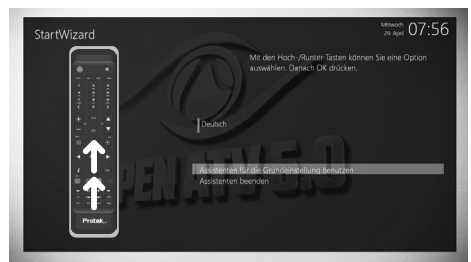 StartWizard
Mittwoch
29. April 07:56
Mit den Hoch-/Runter-Tasten können Sie eine Option
auswählen. Danach OK drücken.
Deutsch
OPEN ATV 6.0
Assistenten für die Grundeinstellung benutzen
Assistenten beenden
Protek